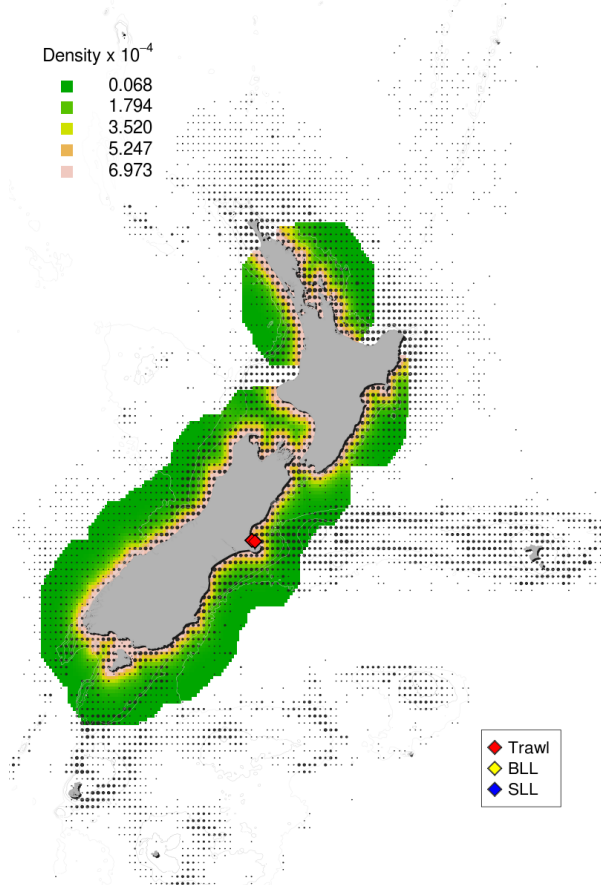 Density x 10⁻⁴
0.068
1.794
3.520
5.247
6.973
Trawl
BLL
SLL